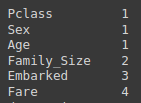 Pclass 1
Sex 1
Age 1
Family_Size 2
Embarked 3
Fare 4